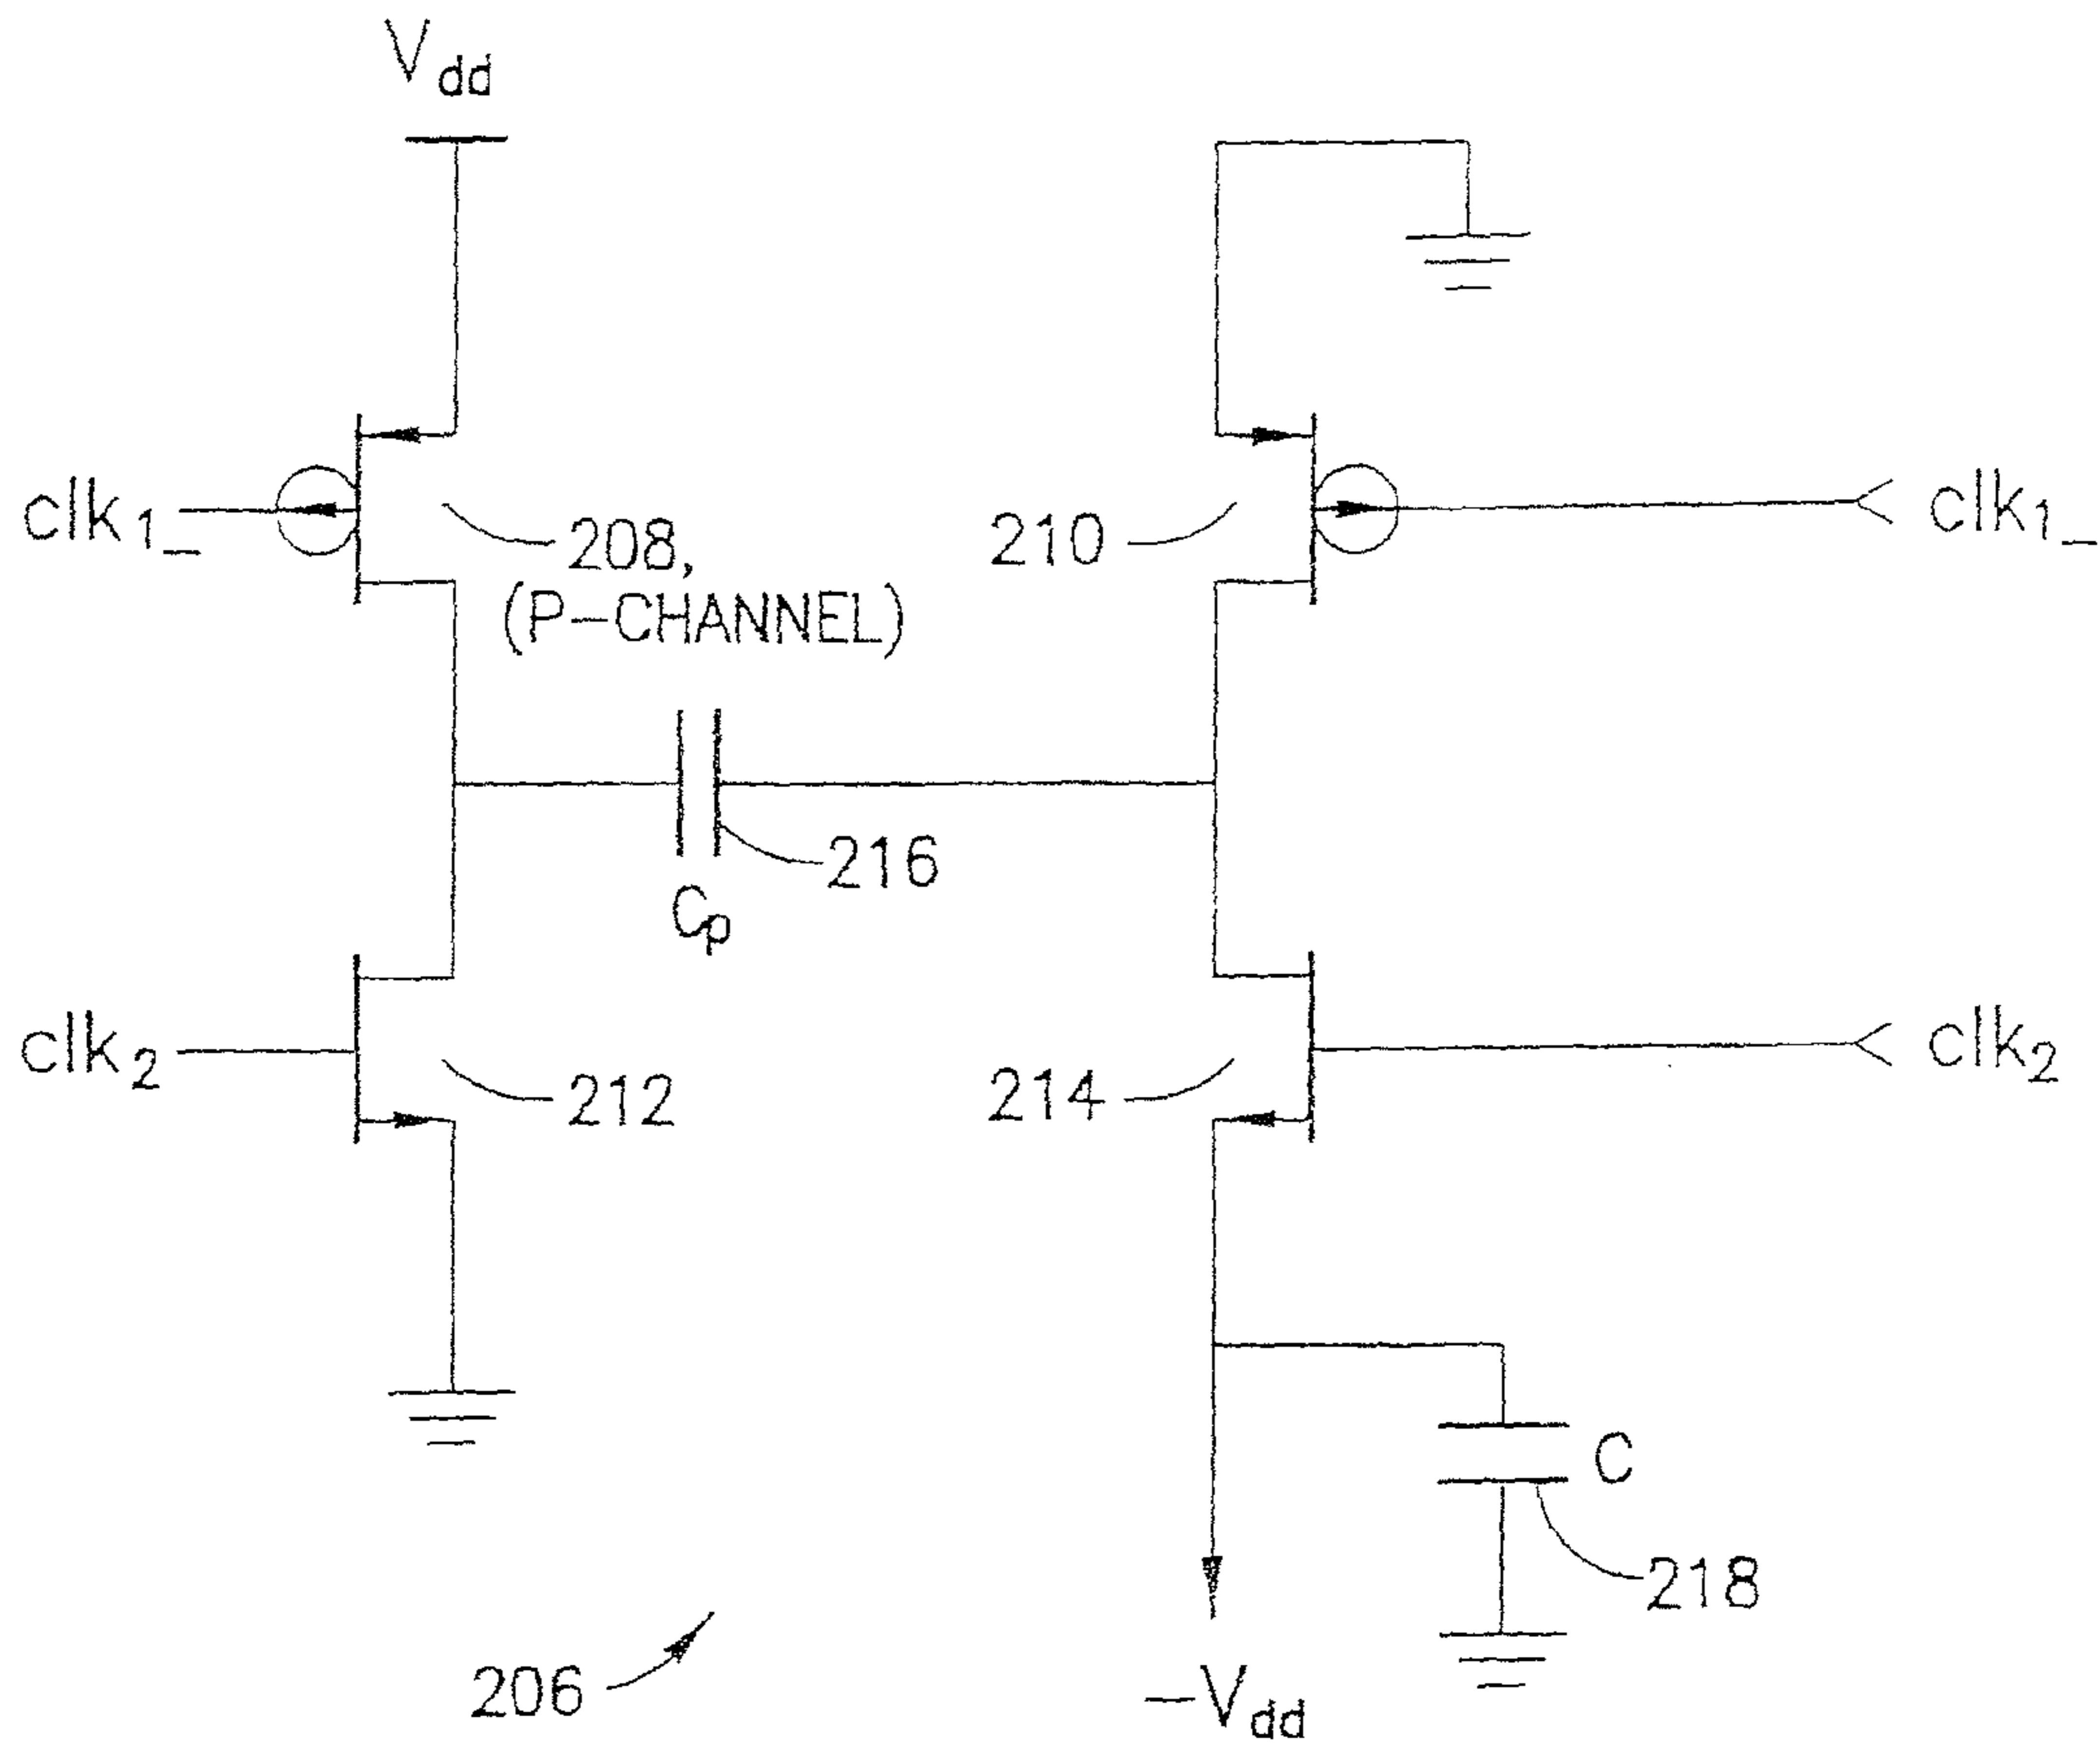 Vdd
clk1_
208,
(P-CHANNEL)
210
clk1_
216
Cp
clk2
212
214
clk2
C
218
206
-Vdd